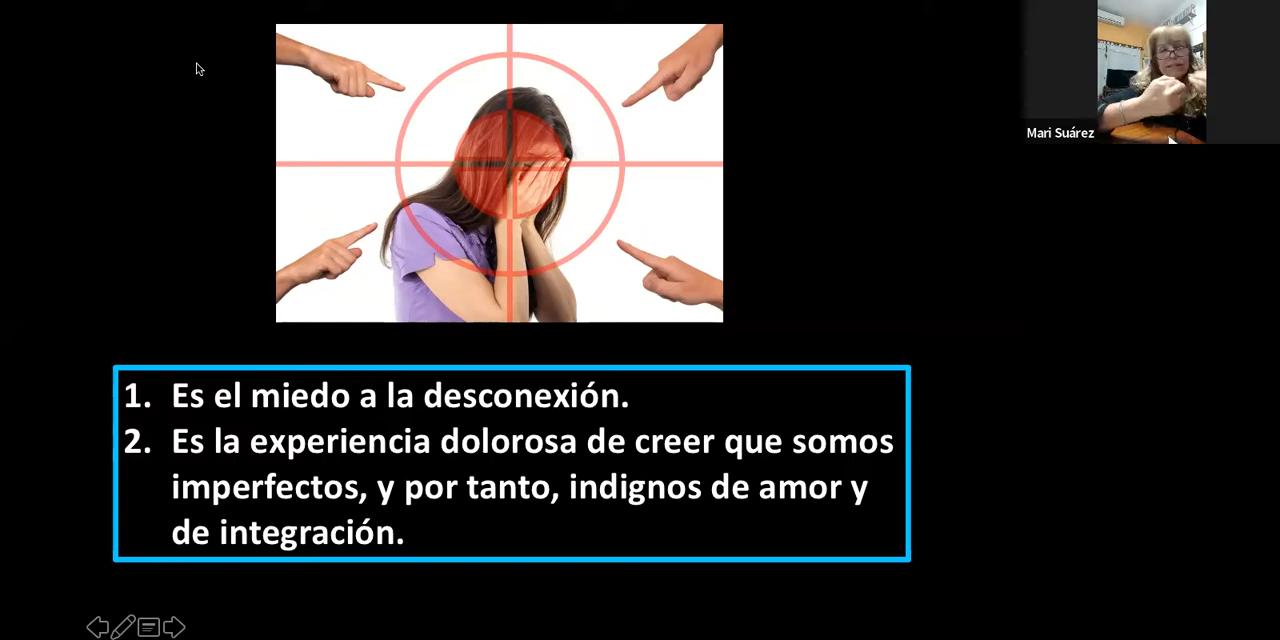 Mari Suárez
1. Es el miedo a la desconexión.
2. Es la experiencia dolorosa de creer que somos
imperfectos, y por tanto, indignos de amor y
de integración.